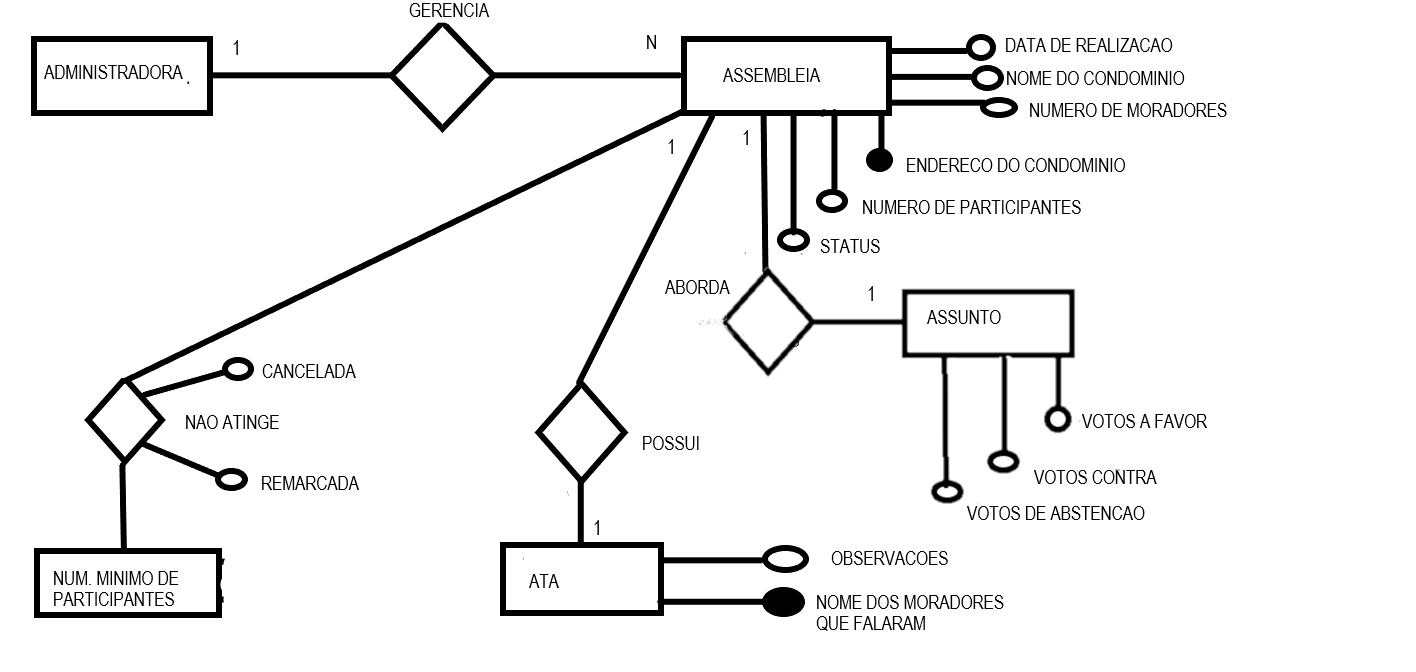 GERENCIA
1
N
ADMINISTRADORA
ASSEMBLEIA
DATA DE REALIZACAO
NOME DO CONDOMINIO
NUMERO DE MORADORES
1
1
ENDERECO DO CONDOMINIO
NUMERO DE PARTICIPANTES
STATUS
ABORDA
1
ASSUNTO
CANCELADA
NAO ATINGE
REMARCADA
POSSUI
VOTOS A FAVOR
VOTOS CONTRA
VOTOS DE ABSTENCAO
1
NUM. MINIMO DE
PARTICIPANTES
ATA
OBSERVACOES
NOME DOS MORADORES
QUE FALARAM